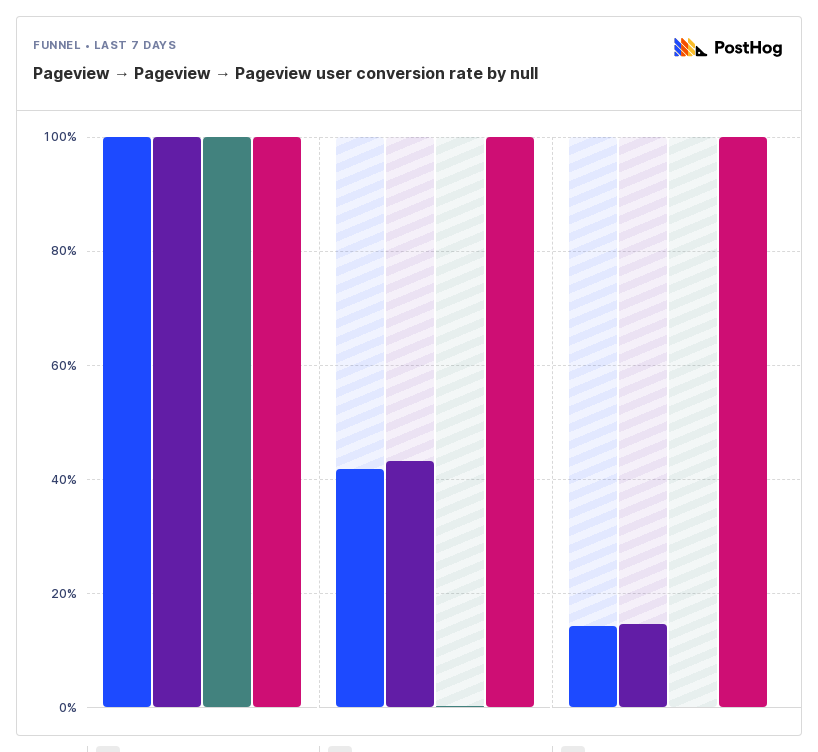 FUNNEL • LAST 7 DAYS
PostHog
Pageview → Pageview → Pageview user conversion rate by null
100%
80%
60%
40%
20%
0%